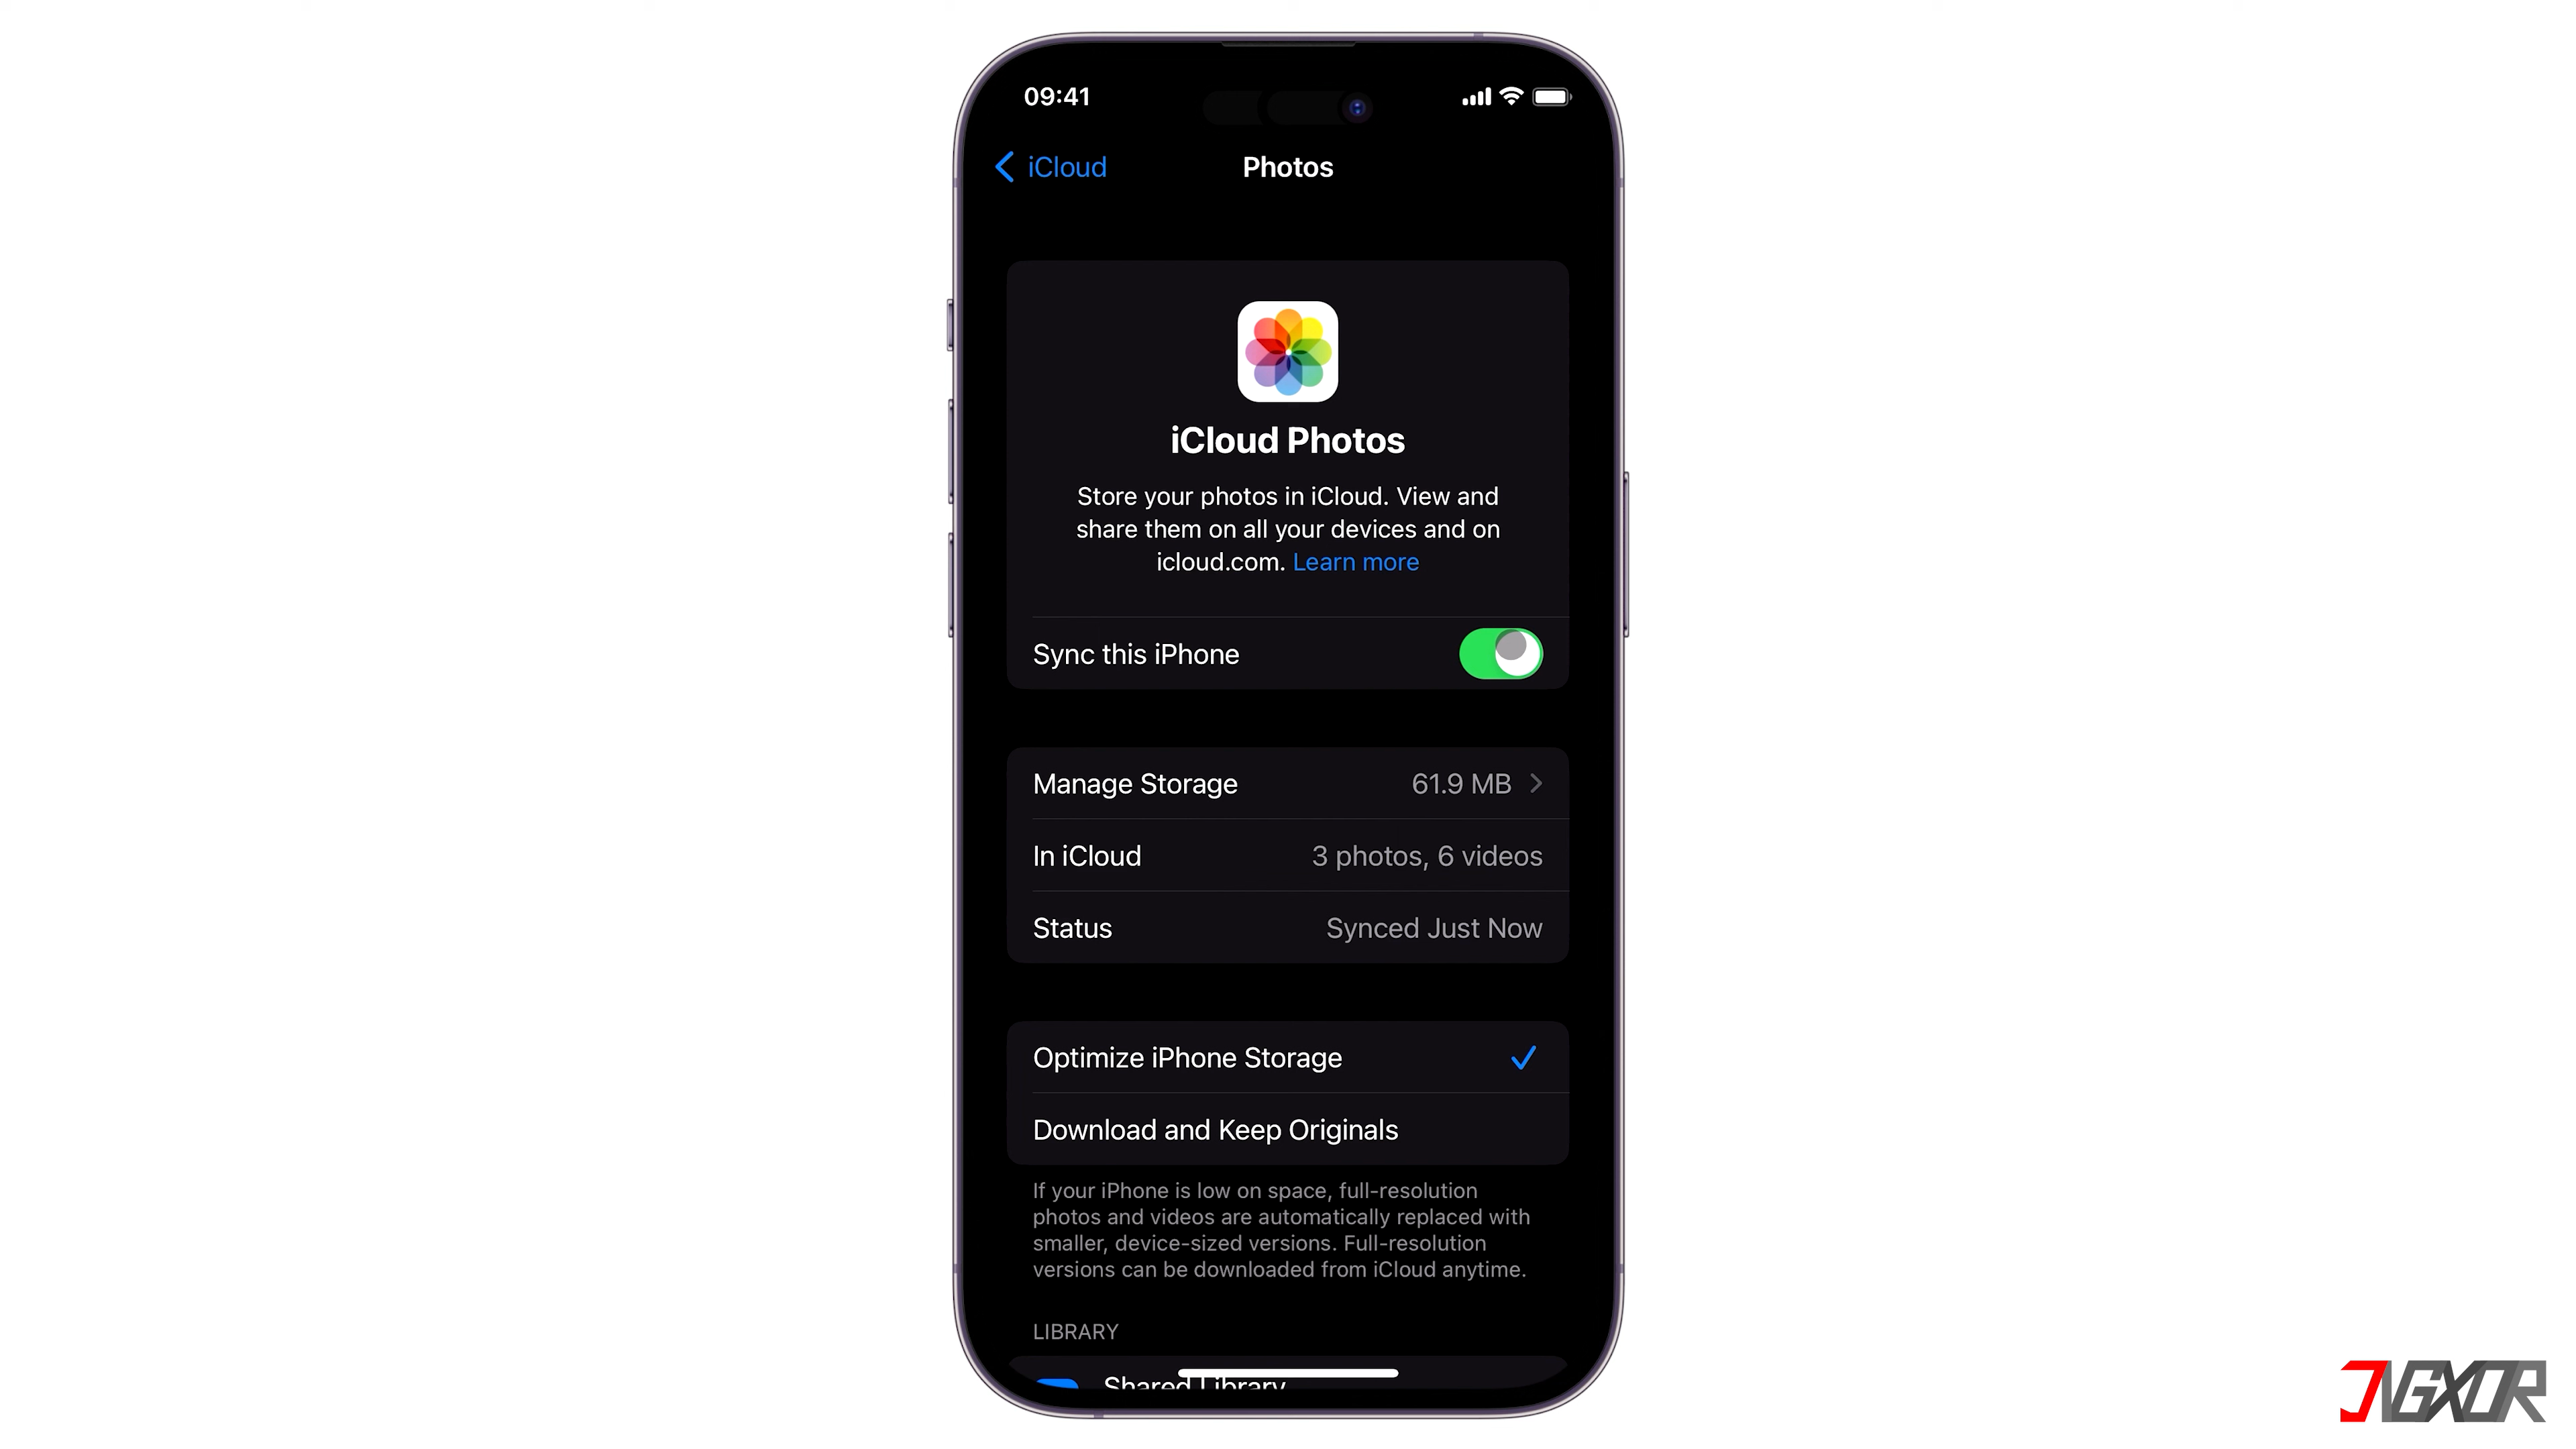 09:41
iCloud
Photos
iCloud Photos
Store your photos in iCloud. View and
share them on all your devices and on
icloud.com. Learn more
Sync this iPhone
Manage Storage 61.9 MB
In iCloud 3 photos, 6 videos
Status Synced Just Now
Optimize iPhone Storage
Download and Keep Originals
If your iPhone is low on space, full-resolution
photos and videos are automatically replaced with
smaller, device-sized versions. Full-resolution
versions can be downloaded from iCloud anytime.
LIBRARY
Shared Library
JINGXOR